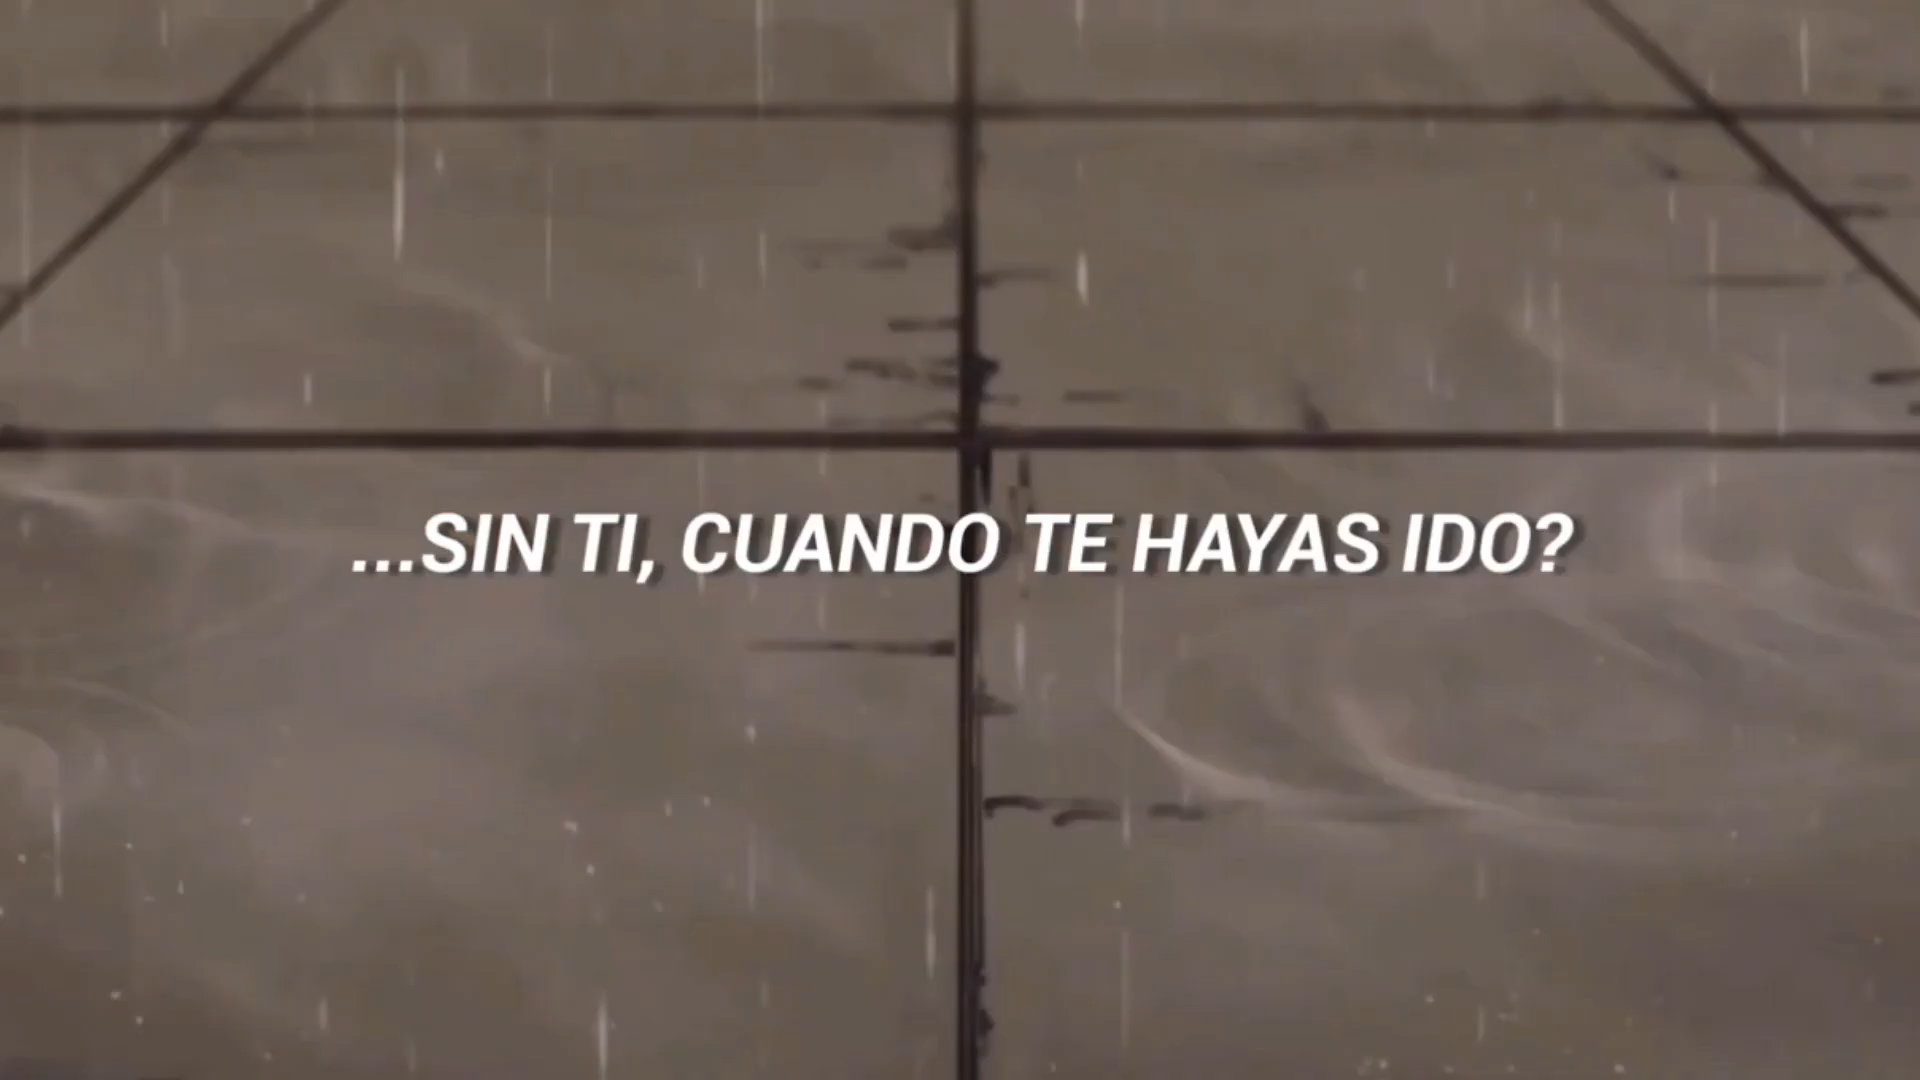 ...SIN TI, CUANDO TE HAYAS IDO?